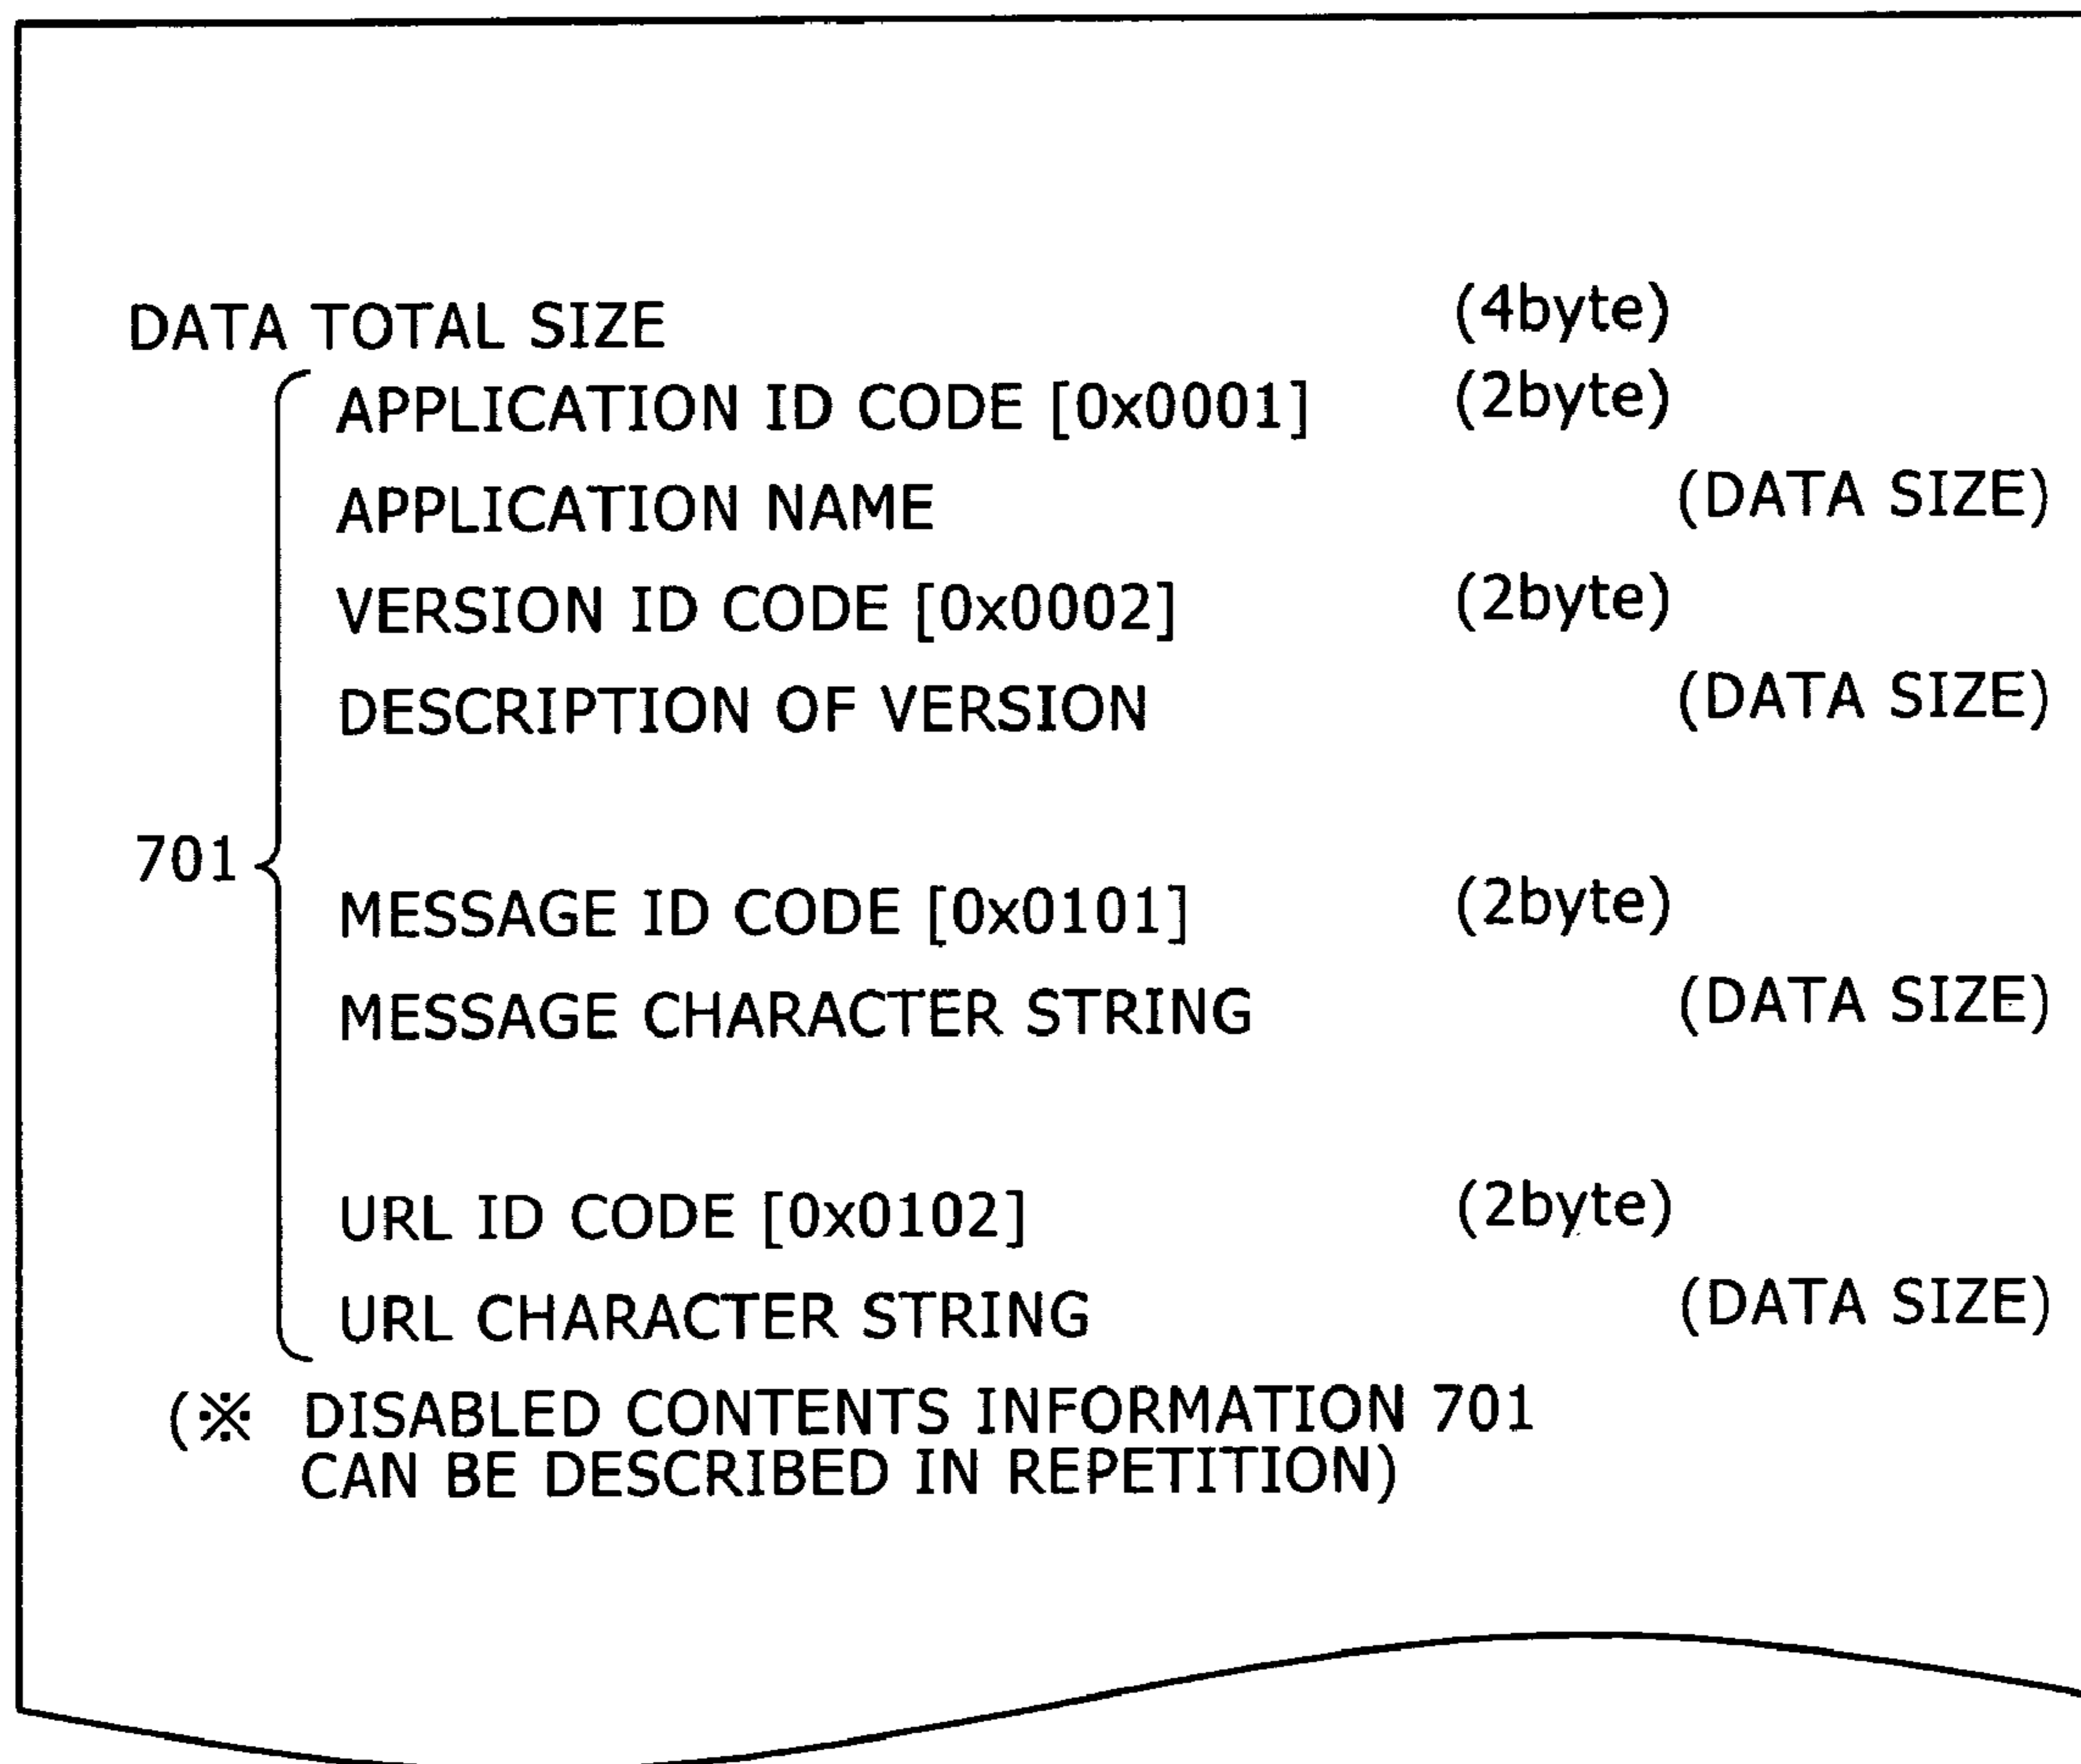 DATA TOTAL SIZE (4byte)
APPLICATION ID CODE [0x0001] (2byte)
APPLICATION NAME (DATA SIZE)
VERSION ID CODE [0x0002] (2byte)
DESCRIPTION OF VERSION (DATA SIZE)
701
MESSAGE ID CODE [0x0101] (2byte)
MESSAGE CHARACTER STRING (DATA SIZE)
URL ID CODE [0x0102] (2byte)
URL CHARACTER STRING (DATA SIZE)
(※ DISABLED CONTENTS INFORMATION 701
CAN BE DESCRIBED IN REPETITION)